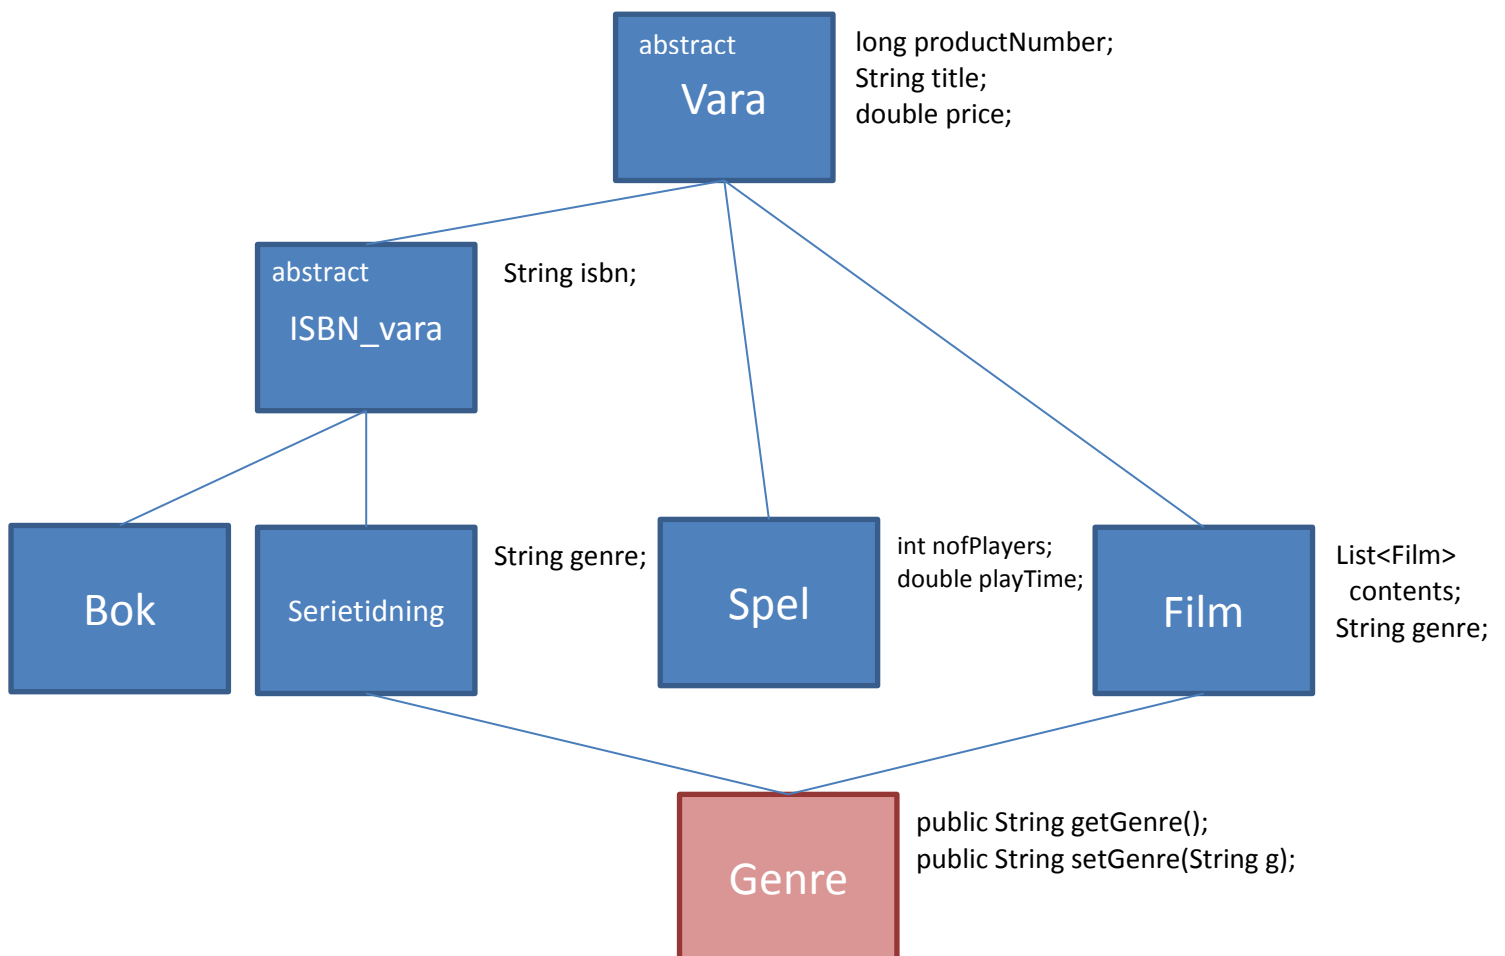 abstract
Vara
long productNumber;
String title;
double price;
abstract
ISBN_vara
String isbn;
Bok
Serietidning
String genre;
Spel
int nofPlayers;
double playTime;
Film
List<Film>
contents;
String genre;
Genre
public String getGenre();
public String setGenre(String g);